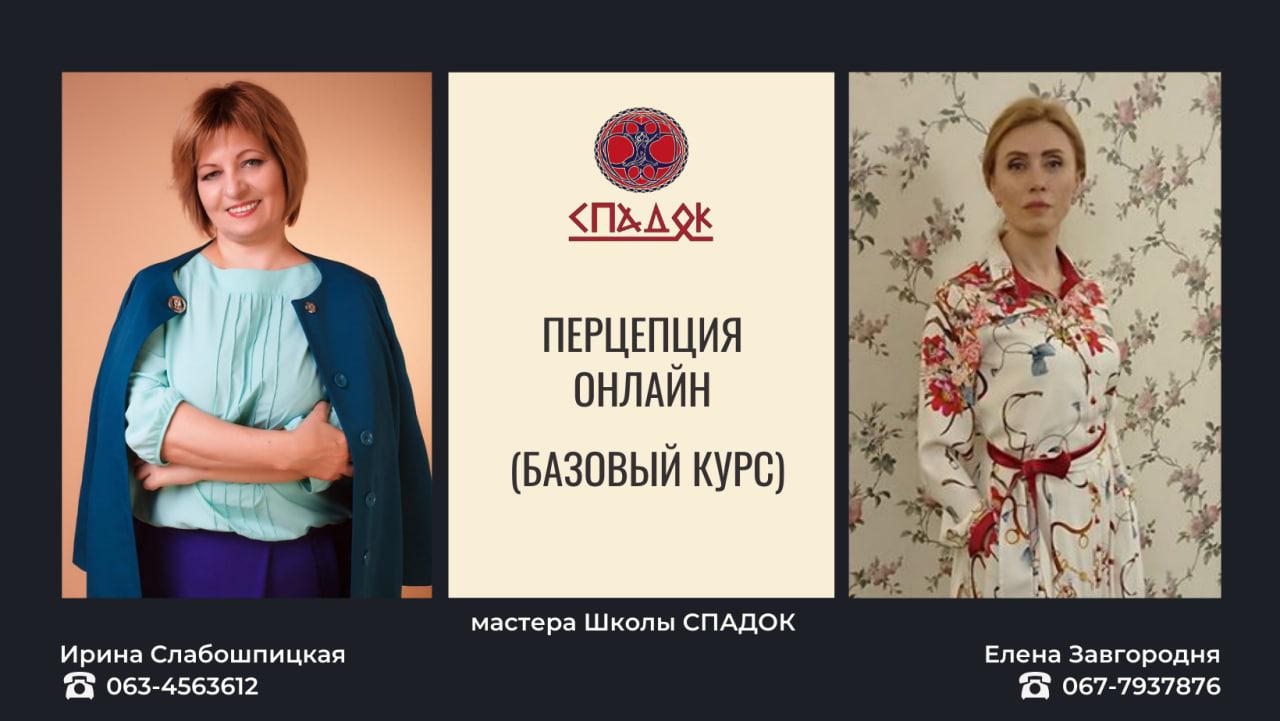 СПАДОК
ПЕРЦЕПЦИЯ
ОНЛАЙН
(БАЗОВЫЙ КУРС)
мастера Школы СПАДОК
Ирина Слабошпицкая
063-4563612
Елена Завгородня
067-7937876